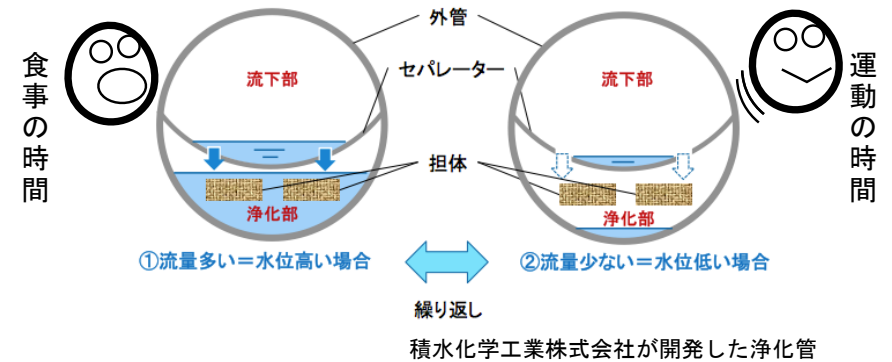 食事の時間
外管
セパレーター
流下部
流下部
運動の時間
担体
浄化部
浄化部
①流量多い＝水位高い場合
②流量少ない＝水位低い場合
繰り返し
積水化学工業株式会社が開発した浄化管